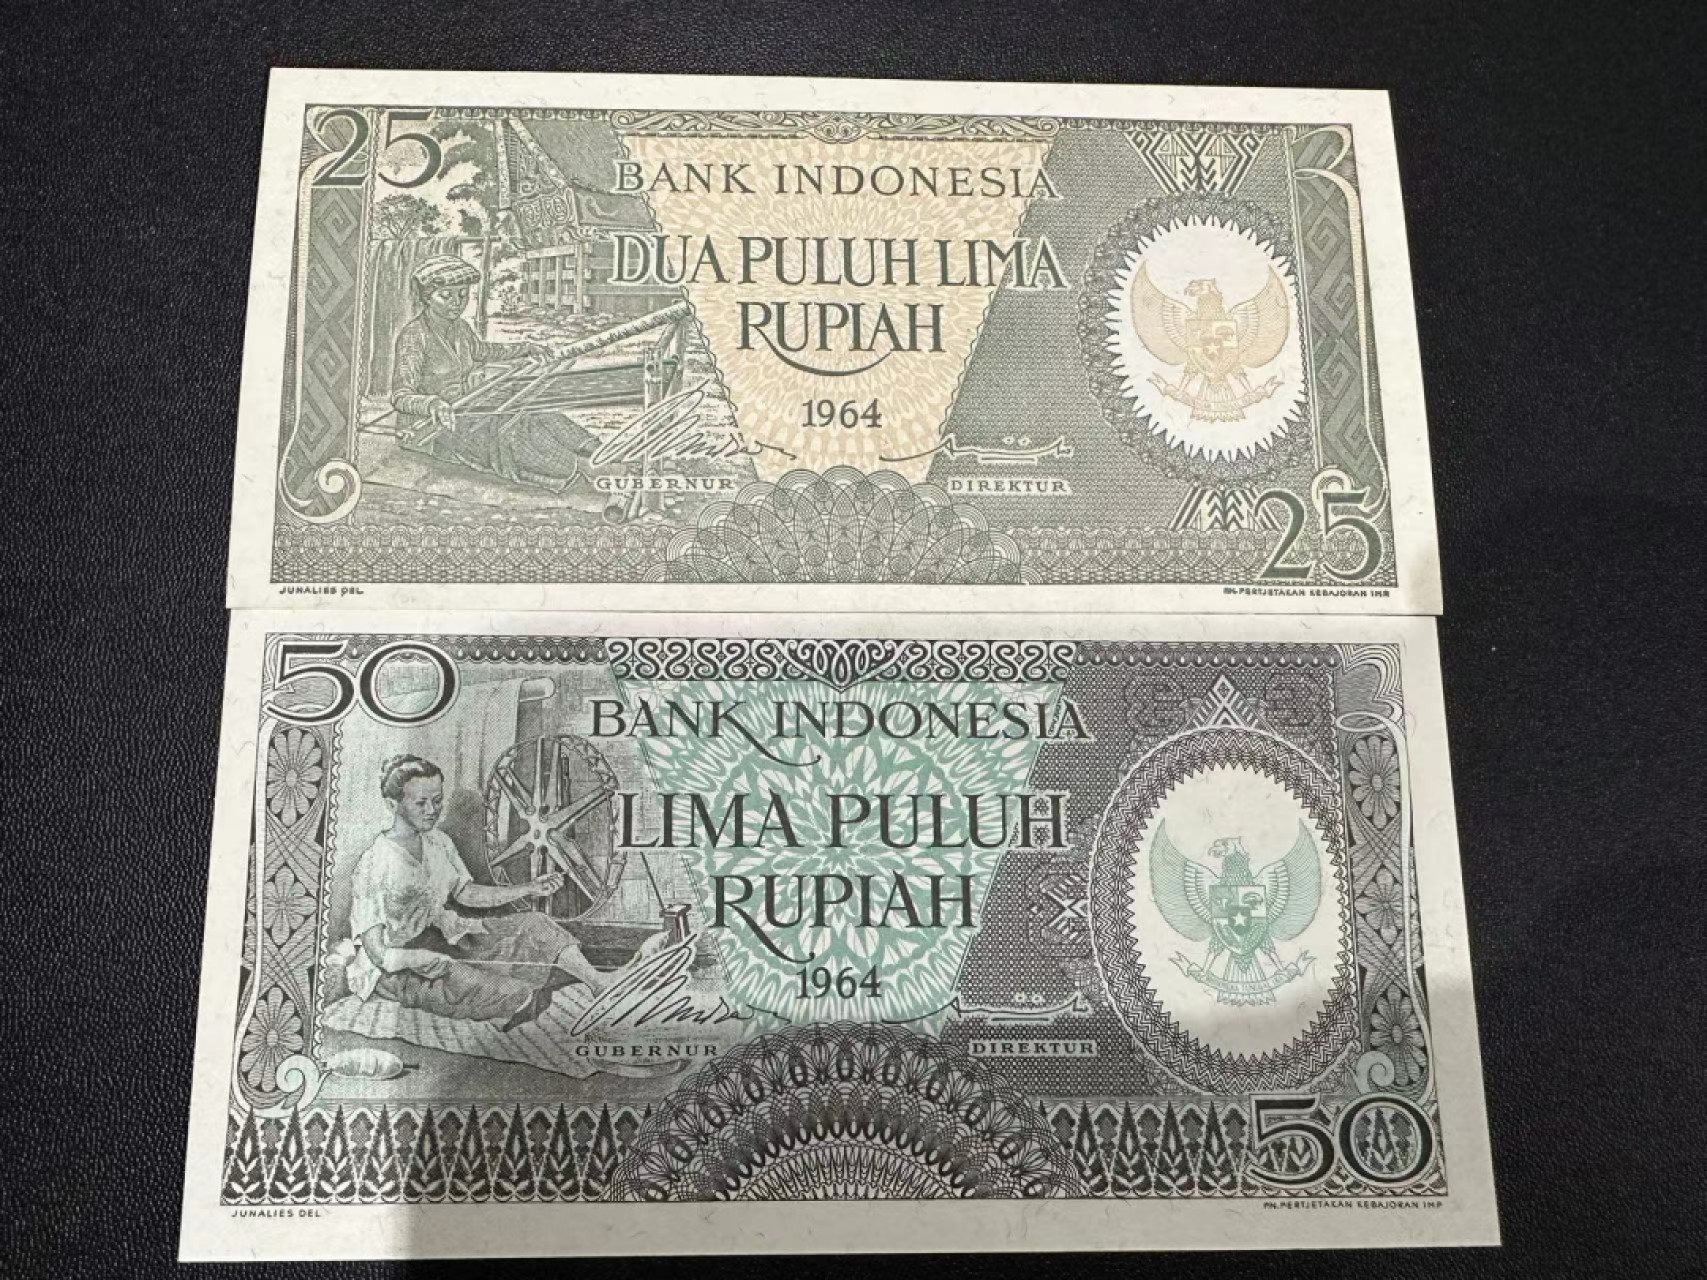 25
BANK INDONESIA
DUA PULUH LIMA
RUPIAH
1964
GUBERNUR
DIREKTUR
25
JUNALIES DEL.
PN. PERTJETAKAN KEBAJORAN IMP
50
BANK INDONESIA
LIMA PULUH
RUPIAH
1964
GUBERNUR
DIREKTUR
50
JUNALIES DEL
PN. PERTJETAKAN KEBAJORAN IMP